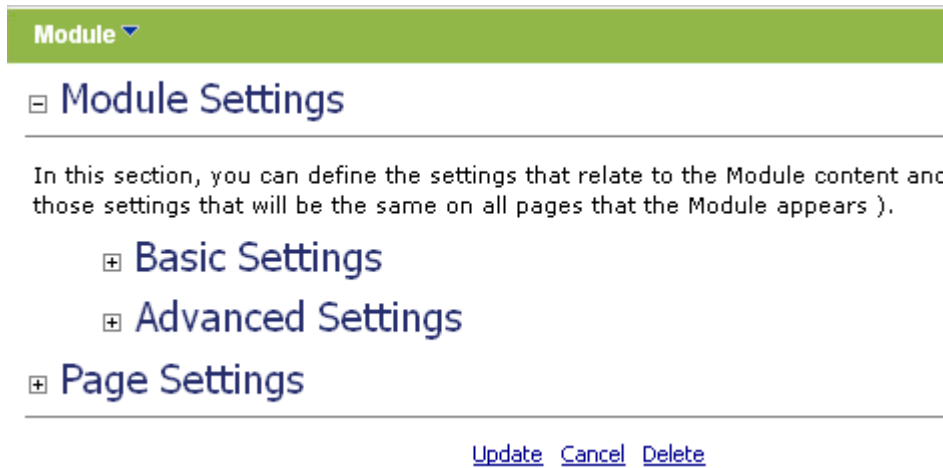 Module
Module Settings
In this section, you can define the settings that relate to the Module content and
those settings that will be the same on all pages that the Module appears ).
Basic Settings
Advanced Settings
Page Settings
Update Cancel Delete